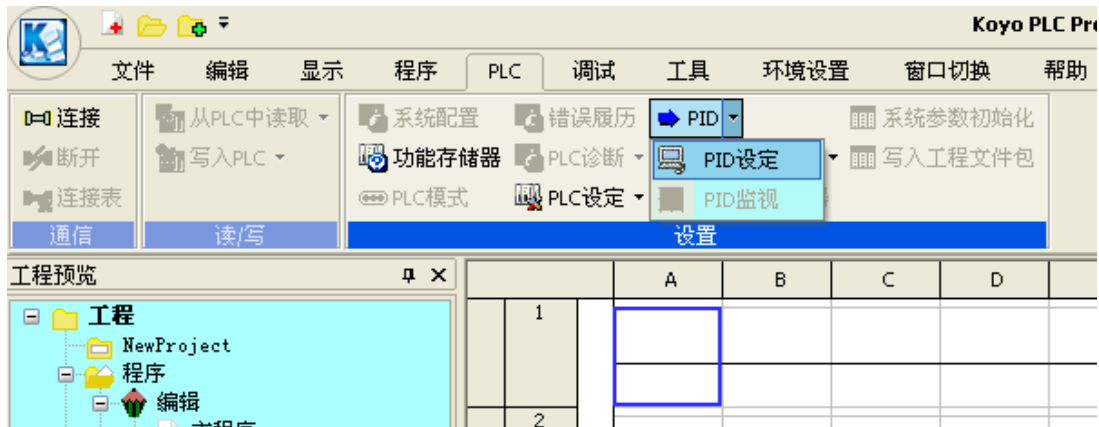 Koyo PLC Pro
文件 编辑 显示 程序 PLC 调试 工具 环境设置 窗口切换 帮助
连接 从PLC中读取 系统配置 错误履历 PID 系统参数初始化
断开 写入PLC 功能存储器 PLC诊断 PID设定 写入工程文件包
连接表 PLC模式 PLC设定 PID监视
通信 读/写 设置
工程预览
A B C D
工程 1
NewProject
程序
编辑
主程序 2